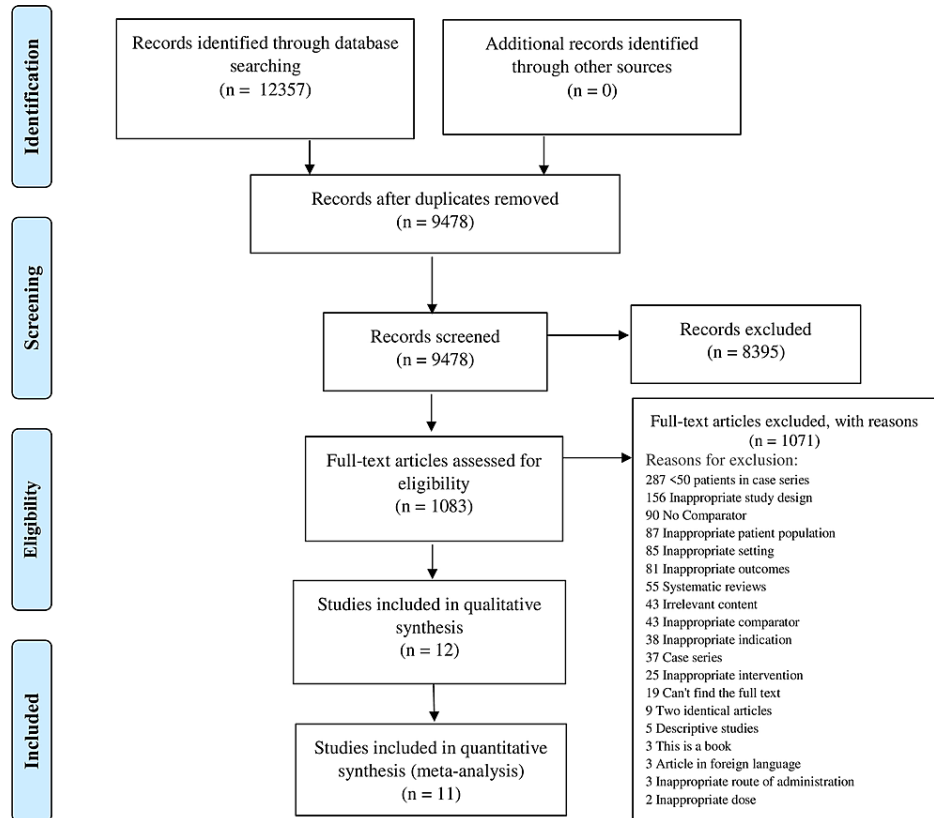 Identification
Records identified through database
searching
(n = 12357)
Additional records identified
through other sources
(n = 0)
Records after duplicates removed
(n = 9478)
Screening
Records screened
(n = 9478)
Records excluded
(n = 8395)
Eligibility
Full-text articles assessed for
eligibility
(n = 1083)
Full-text articles excluded, with reasons
(n = 1071)
Reasons for exclusion:
287 <50 patients in case series
156 Inappropriate study design
90 No Comparator
87 Inappropriate patient population
85 Inappropriate setting
81 Inappropriate outcomes
55 Systematic reviews
43 Irrelevant content
43 Inappropriate comparator
38 Inappropriate indication
37 Case series
25 Inappropriate intervention
19 Can't find the full text
9 Two identical articles
5 Descriptive studies
3 This is a book
3 Article in foreign language
3 Inappropriate route of administration
2 Inappropriate dose
Studies included in qualitative
synthesis
(n = 12)
Included
Studies included in quantitative
synthesis (meta-analysis)
(n = 11)